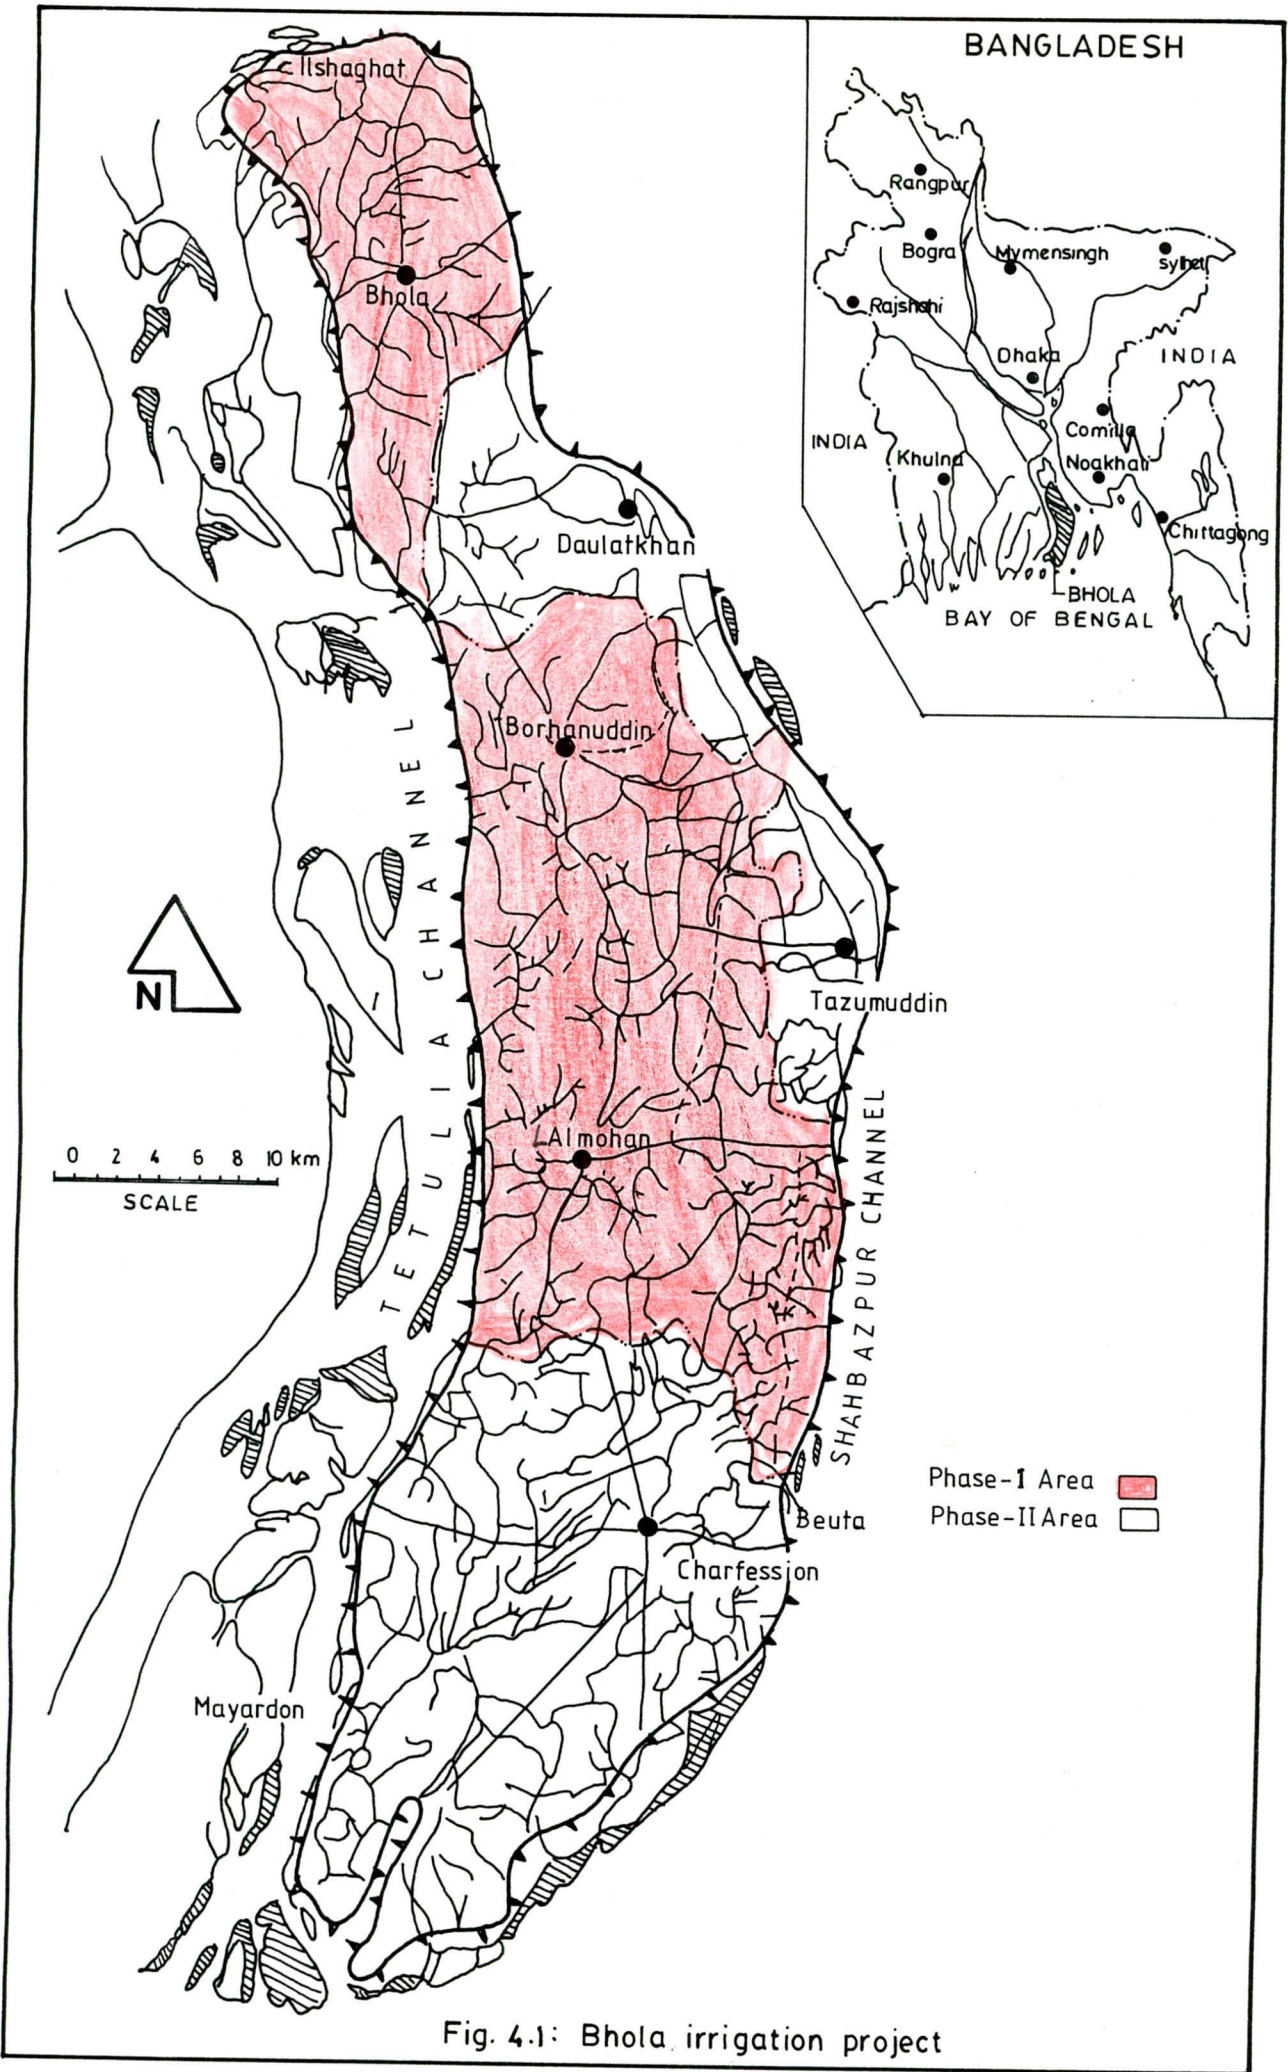 BANGLADESH
Ilshaghat
Rangpur
Bogra
Mymensingh
Sylhet
Rajshahi
Bhola
Dhaka
INDIA
Comilla
INDIA
Khulna
Noakhali
Chittagong
Daulatkhan
BHOLA
BAY OF BENGAL
Borhanuddin
TETULIA CHANNEL
N
Tazumuddin
LAlmohan
0 2 4 6 8 10 km
SCALE
SHAHBAZPUR CHANNEL
Phase-I Area
Phase-II Area
Beuta
Charfession
Mayardon
Fig. 4.1: Bhola irrigation project